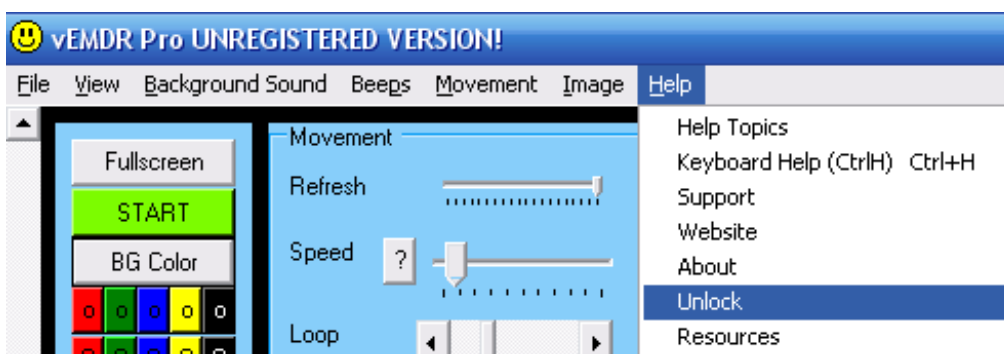 vEMDR Pro UNREGISTERED VERSION!
File View Background Sound Beeps Movement Image Help
Fullscreen
START
BG Color
o o o o o
o o o o o
Movement
Refresh
Speed ?
Loop
Help Topics
Keyboard Help (CtrlH) Ctrl+H
Support
Website
About
Unlock
Resources